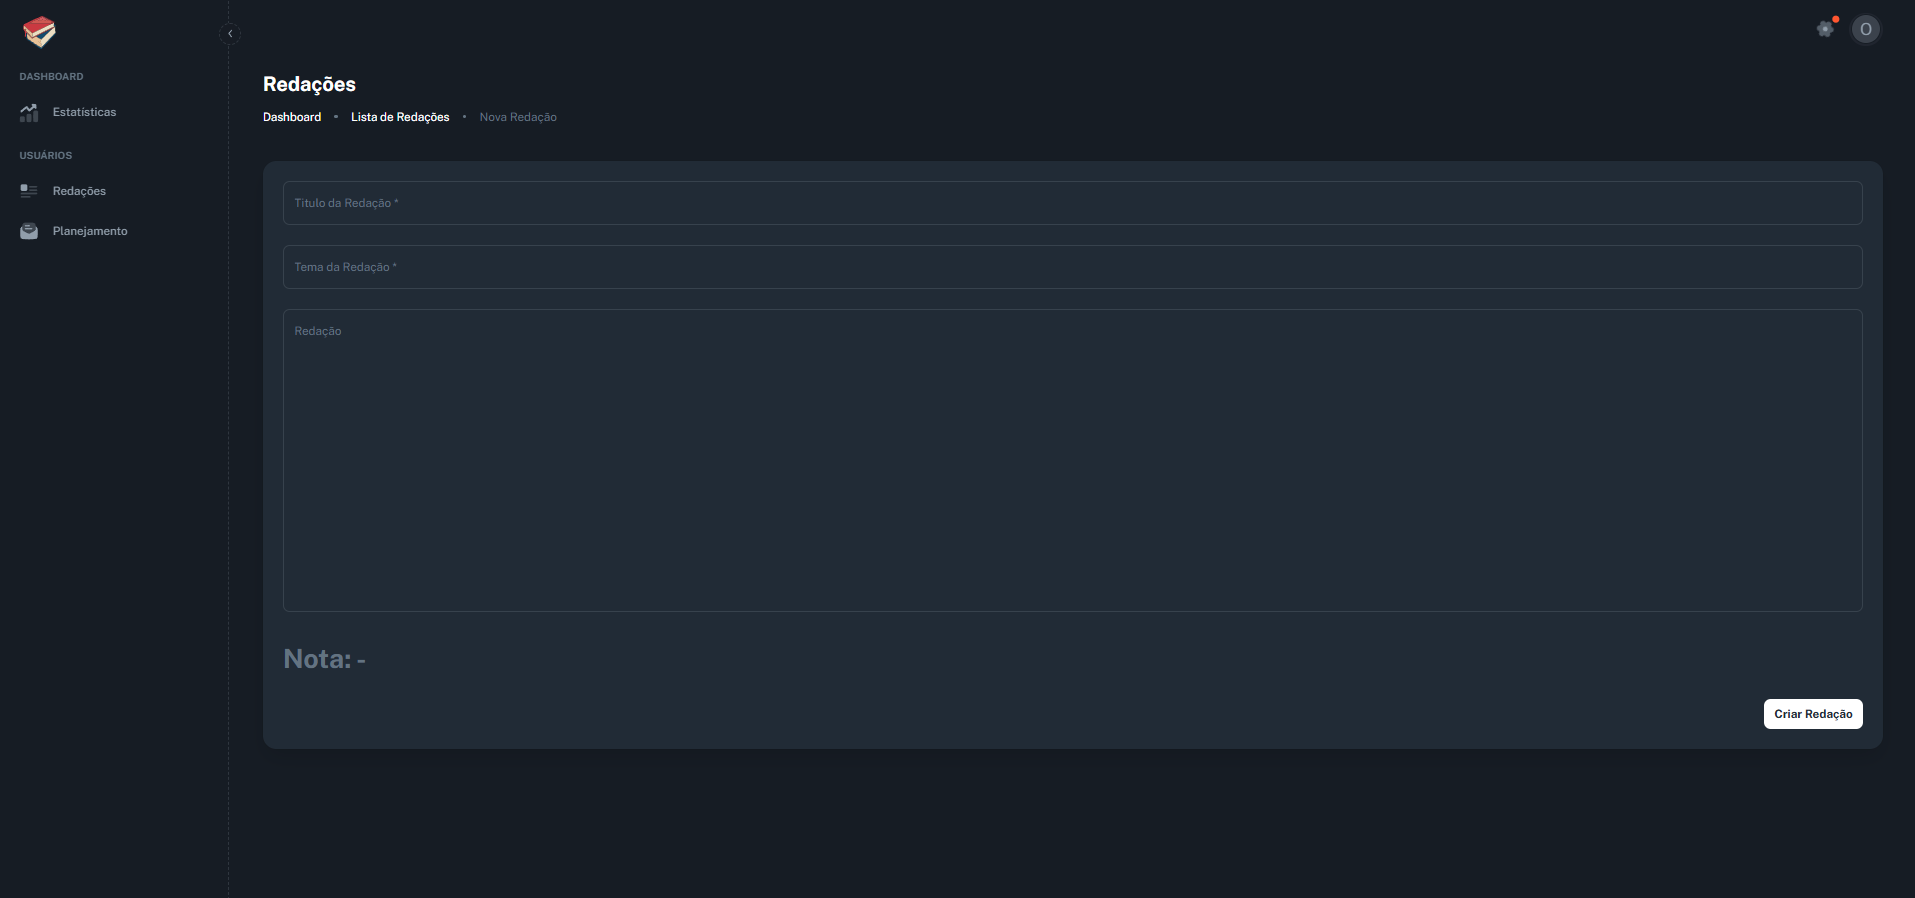 O
DASHBOARD
Estatísticas
USUÁRIOS
Redações
Planejamento
Redações
Dashboard • Lista de Redações • Nova Redação
Titulo da Redação *
Tema da Redação *
Redação
Nota: -
Criar Redação